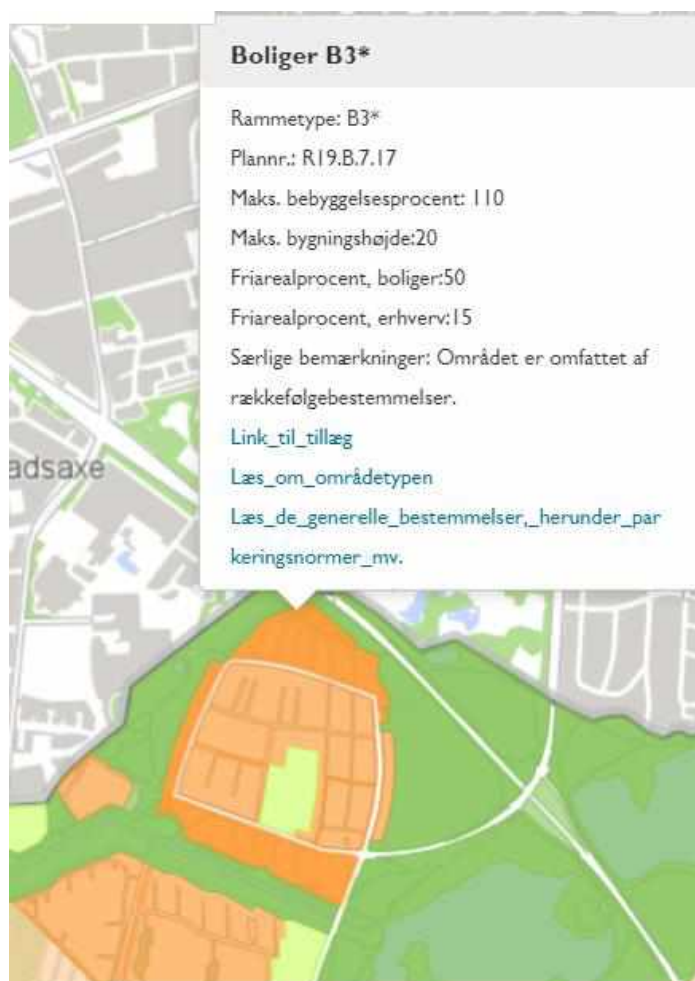 Boliger B3*
Rammetype: B3*
Plannr.: R19.B.7.17
Maks. bebyggelsesprocent: 110
Maks. bygningshøjde:20
Friarealprocent, boliger:50
Friarealprocent, erhverv:15
Særlige bemærkninger: Området er omfattet af
rækkefølgebestemmelser.
Link_til_tillæg
Læs_om_områdetypen
Læs_de_generelle_bestemmelser,_herunder_par
keringsnormer_mv.
adsaxe